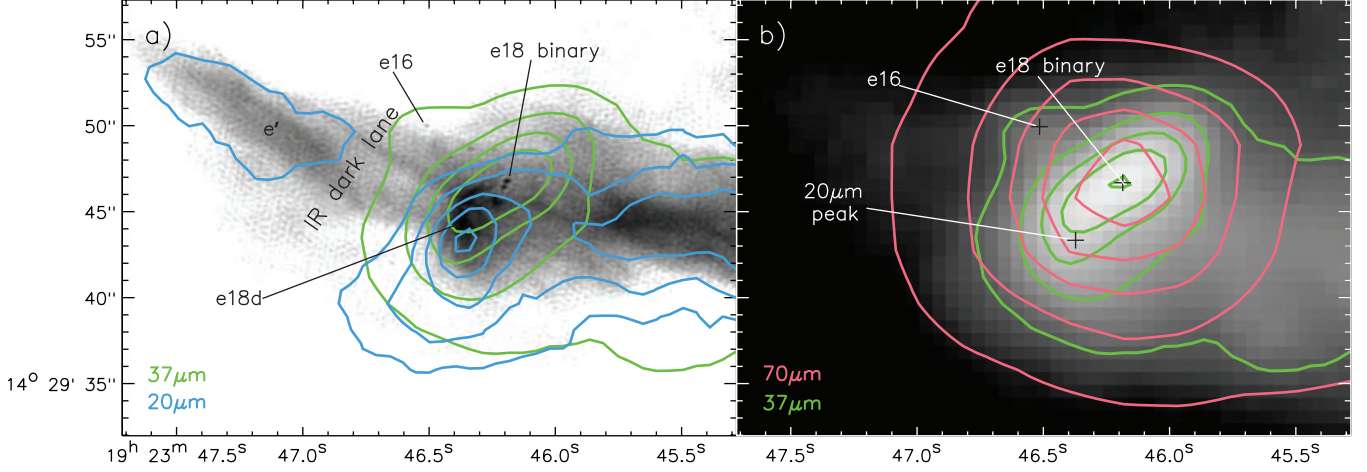 a)
b)
55''
50''
45''
40''
14° 29' 35''
e16
e18 binary
e'
IR dark lane
e18d
37μm
20μm
e16
e18 binary
20μm
peak
70μm
37μm
19ʰ 23ᵐ 47.5ˢ 47.0ˢ 46.5ˢ 46.0ˢ 45.5ˢ
47.5ˢ 47.0ˢ 46.5ˢ 46.0ˢ 45.5ˢ